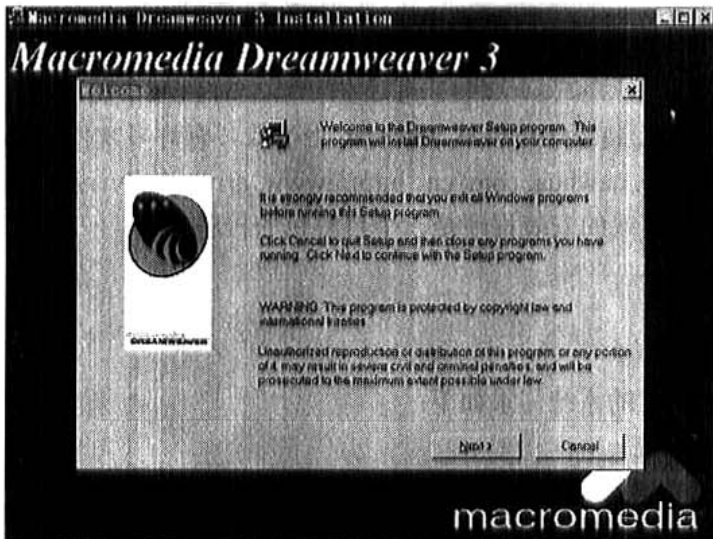 Macromedia Dreamweaver 3 Installation
Macromedia Dreamweaver 3
Welcome
Welcome to the Dreamweaver Setup program. This
program will install Dreamweaver on your computer.
It is strongly recommended that you exit all Windows programs
before running this Setup program.
Click Cancel to quit Setup and then close any programs you have
running. Click Next to continue with the Setup program.
WARNING: This program is protected by copyright law and
international treaties.
Unauthorized reproduction or distribution of this program, or any portion
of it, may result in severe civil and criminal penalties, and will be
prosecuted to the maximum extent possible under law.
DREAMWEAVER
Next >
Cancel
macromedia